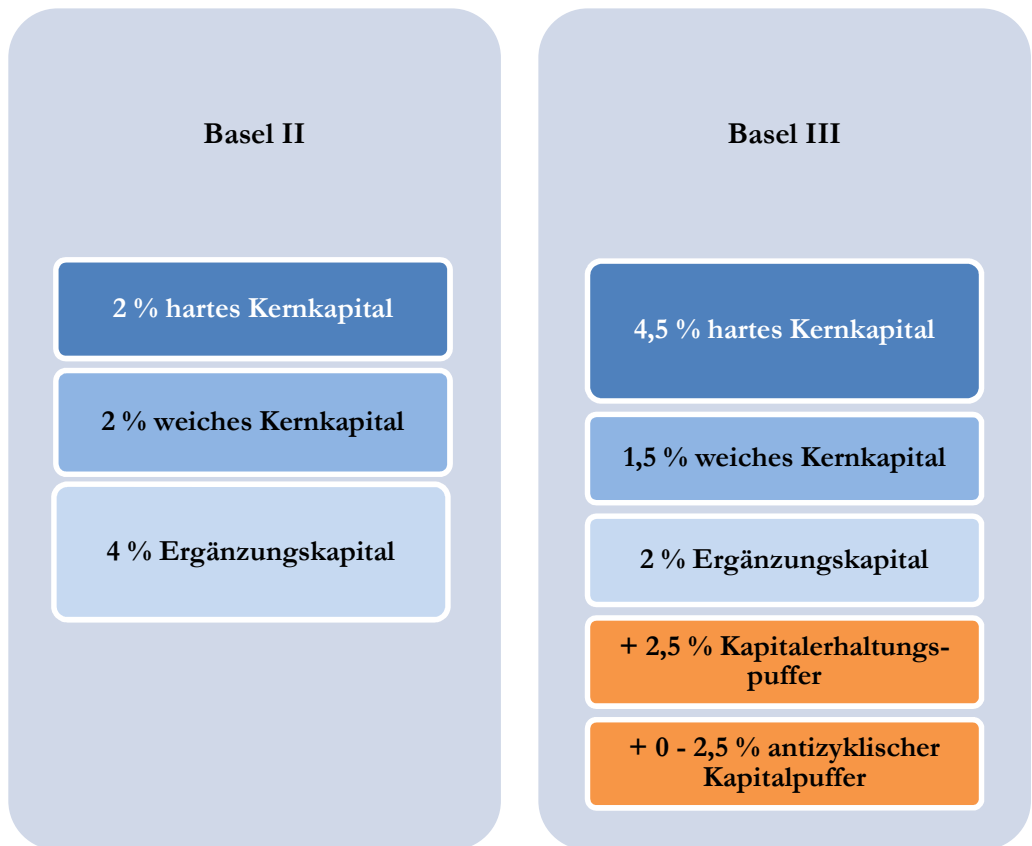 Basel II
2 % hartes Kernkapital
2 % weiches Kernkapital
4 % Ergänzungskapital
Basel III
4,5 % hartes Kernkapital
1,5 % weiches Kernkapital
2 % Ergänzungskapital
+ 2,5 % Kapitalerhaltungs-
puffer
+ 0 - 2,5 % antizyklischer
Kapitalpuffer